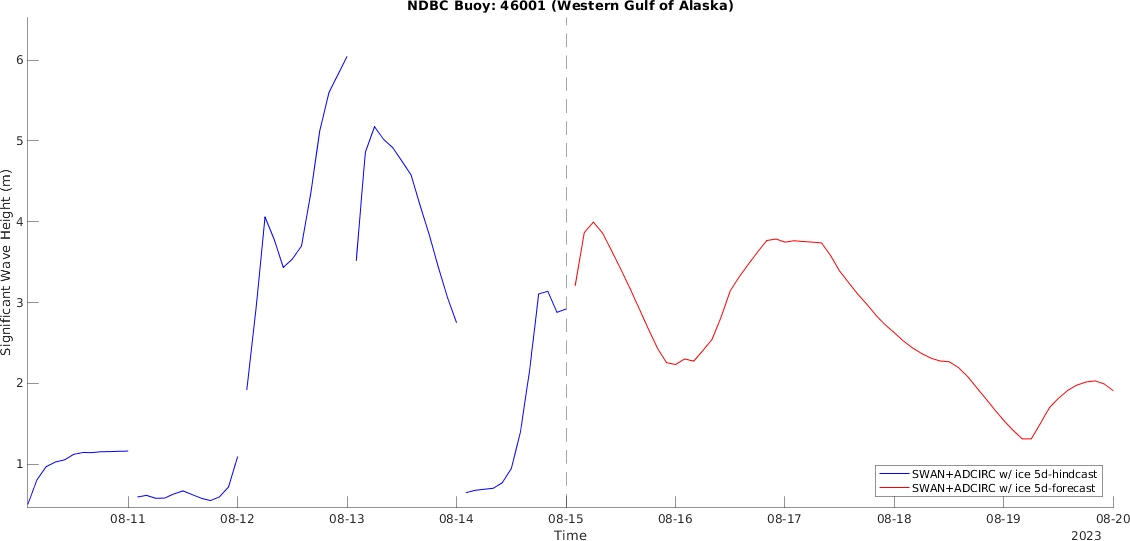 NDBC Buoy: 46001 (Western Gulf of Alaska)
Significant Wave Height (m)
6
5
4
3
2
1
SWAN+ADCIRC w/ ice 5d-hindcast
SWAN+ADCIRC w/ ice 5d-forecast
08-11 08-12 08-13 08-14 08-15 08-16 08-17 08-18 08-19 08-20
Time
2023